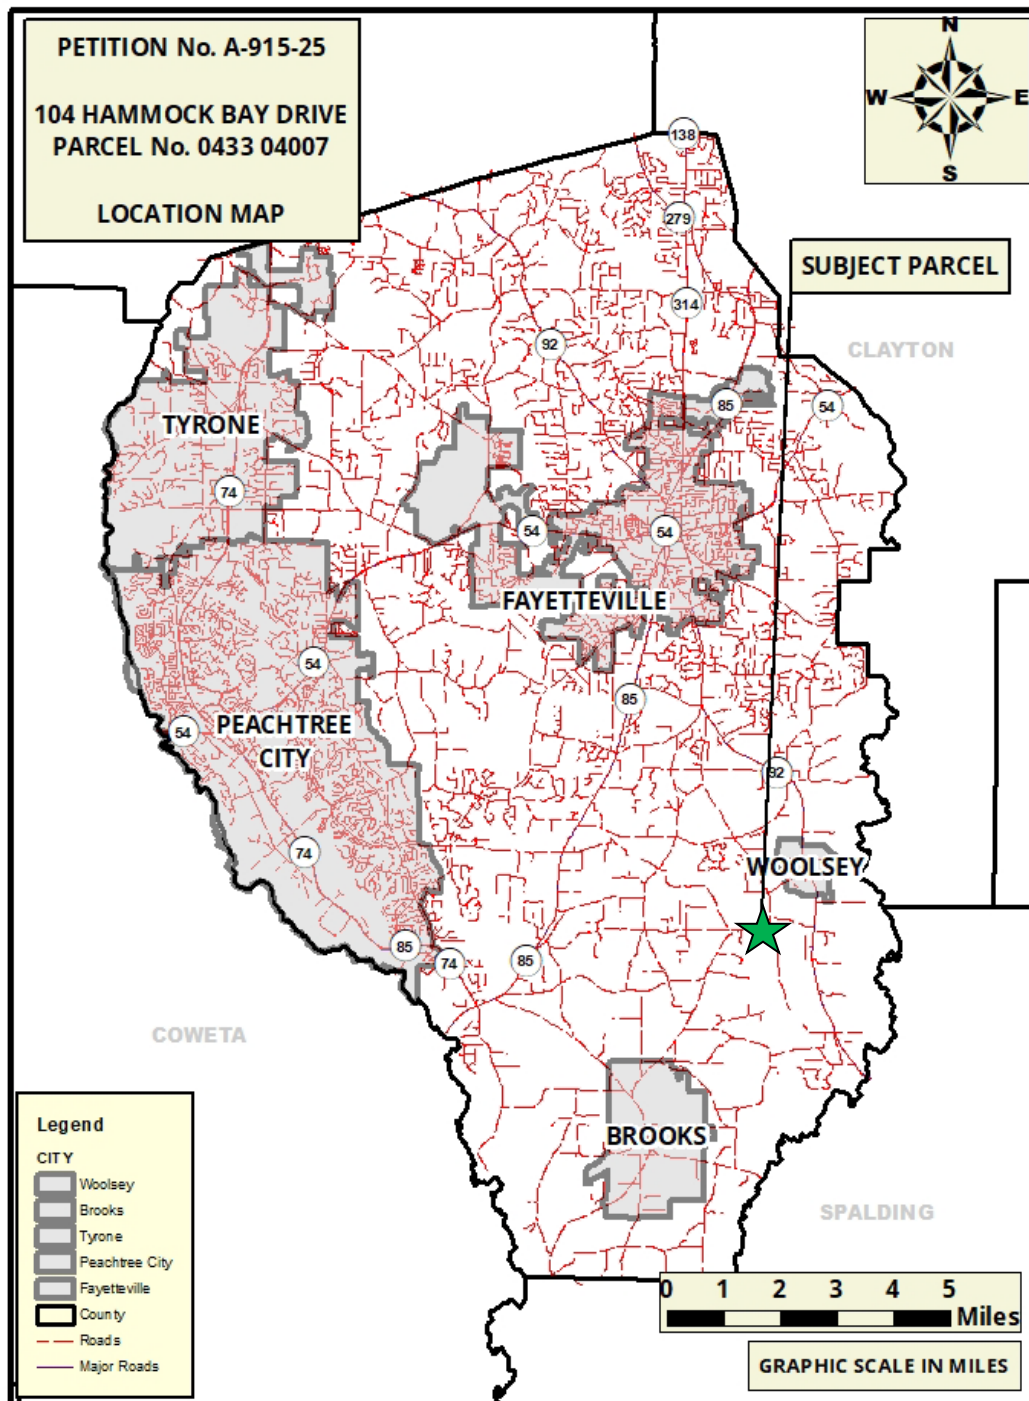 PETITION No. A-915-25
104 HAMMOCK BAY DRIVE
PARCEL No. 0433 04007
LOCATION MAP
N
W
E
S
138
279
SUBJECT PARCEL
314
92
CLAYTON
85
54
TYRONE
74
54
54
FAYETTEVILLE
54
85
PEACHTREE
CITY
54
92
74
WOOLSEY
85
74
85
COWETA
BROOKS
SPALDING
Legend
CITY
Woolsey
Brooks
Tyrone
Peachtree City
Fayetteville
County
Roads
Major Roads
0 1 2 3 4 5
Miles
GRAPHIC SCALE IN MILES